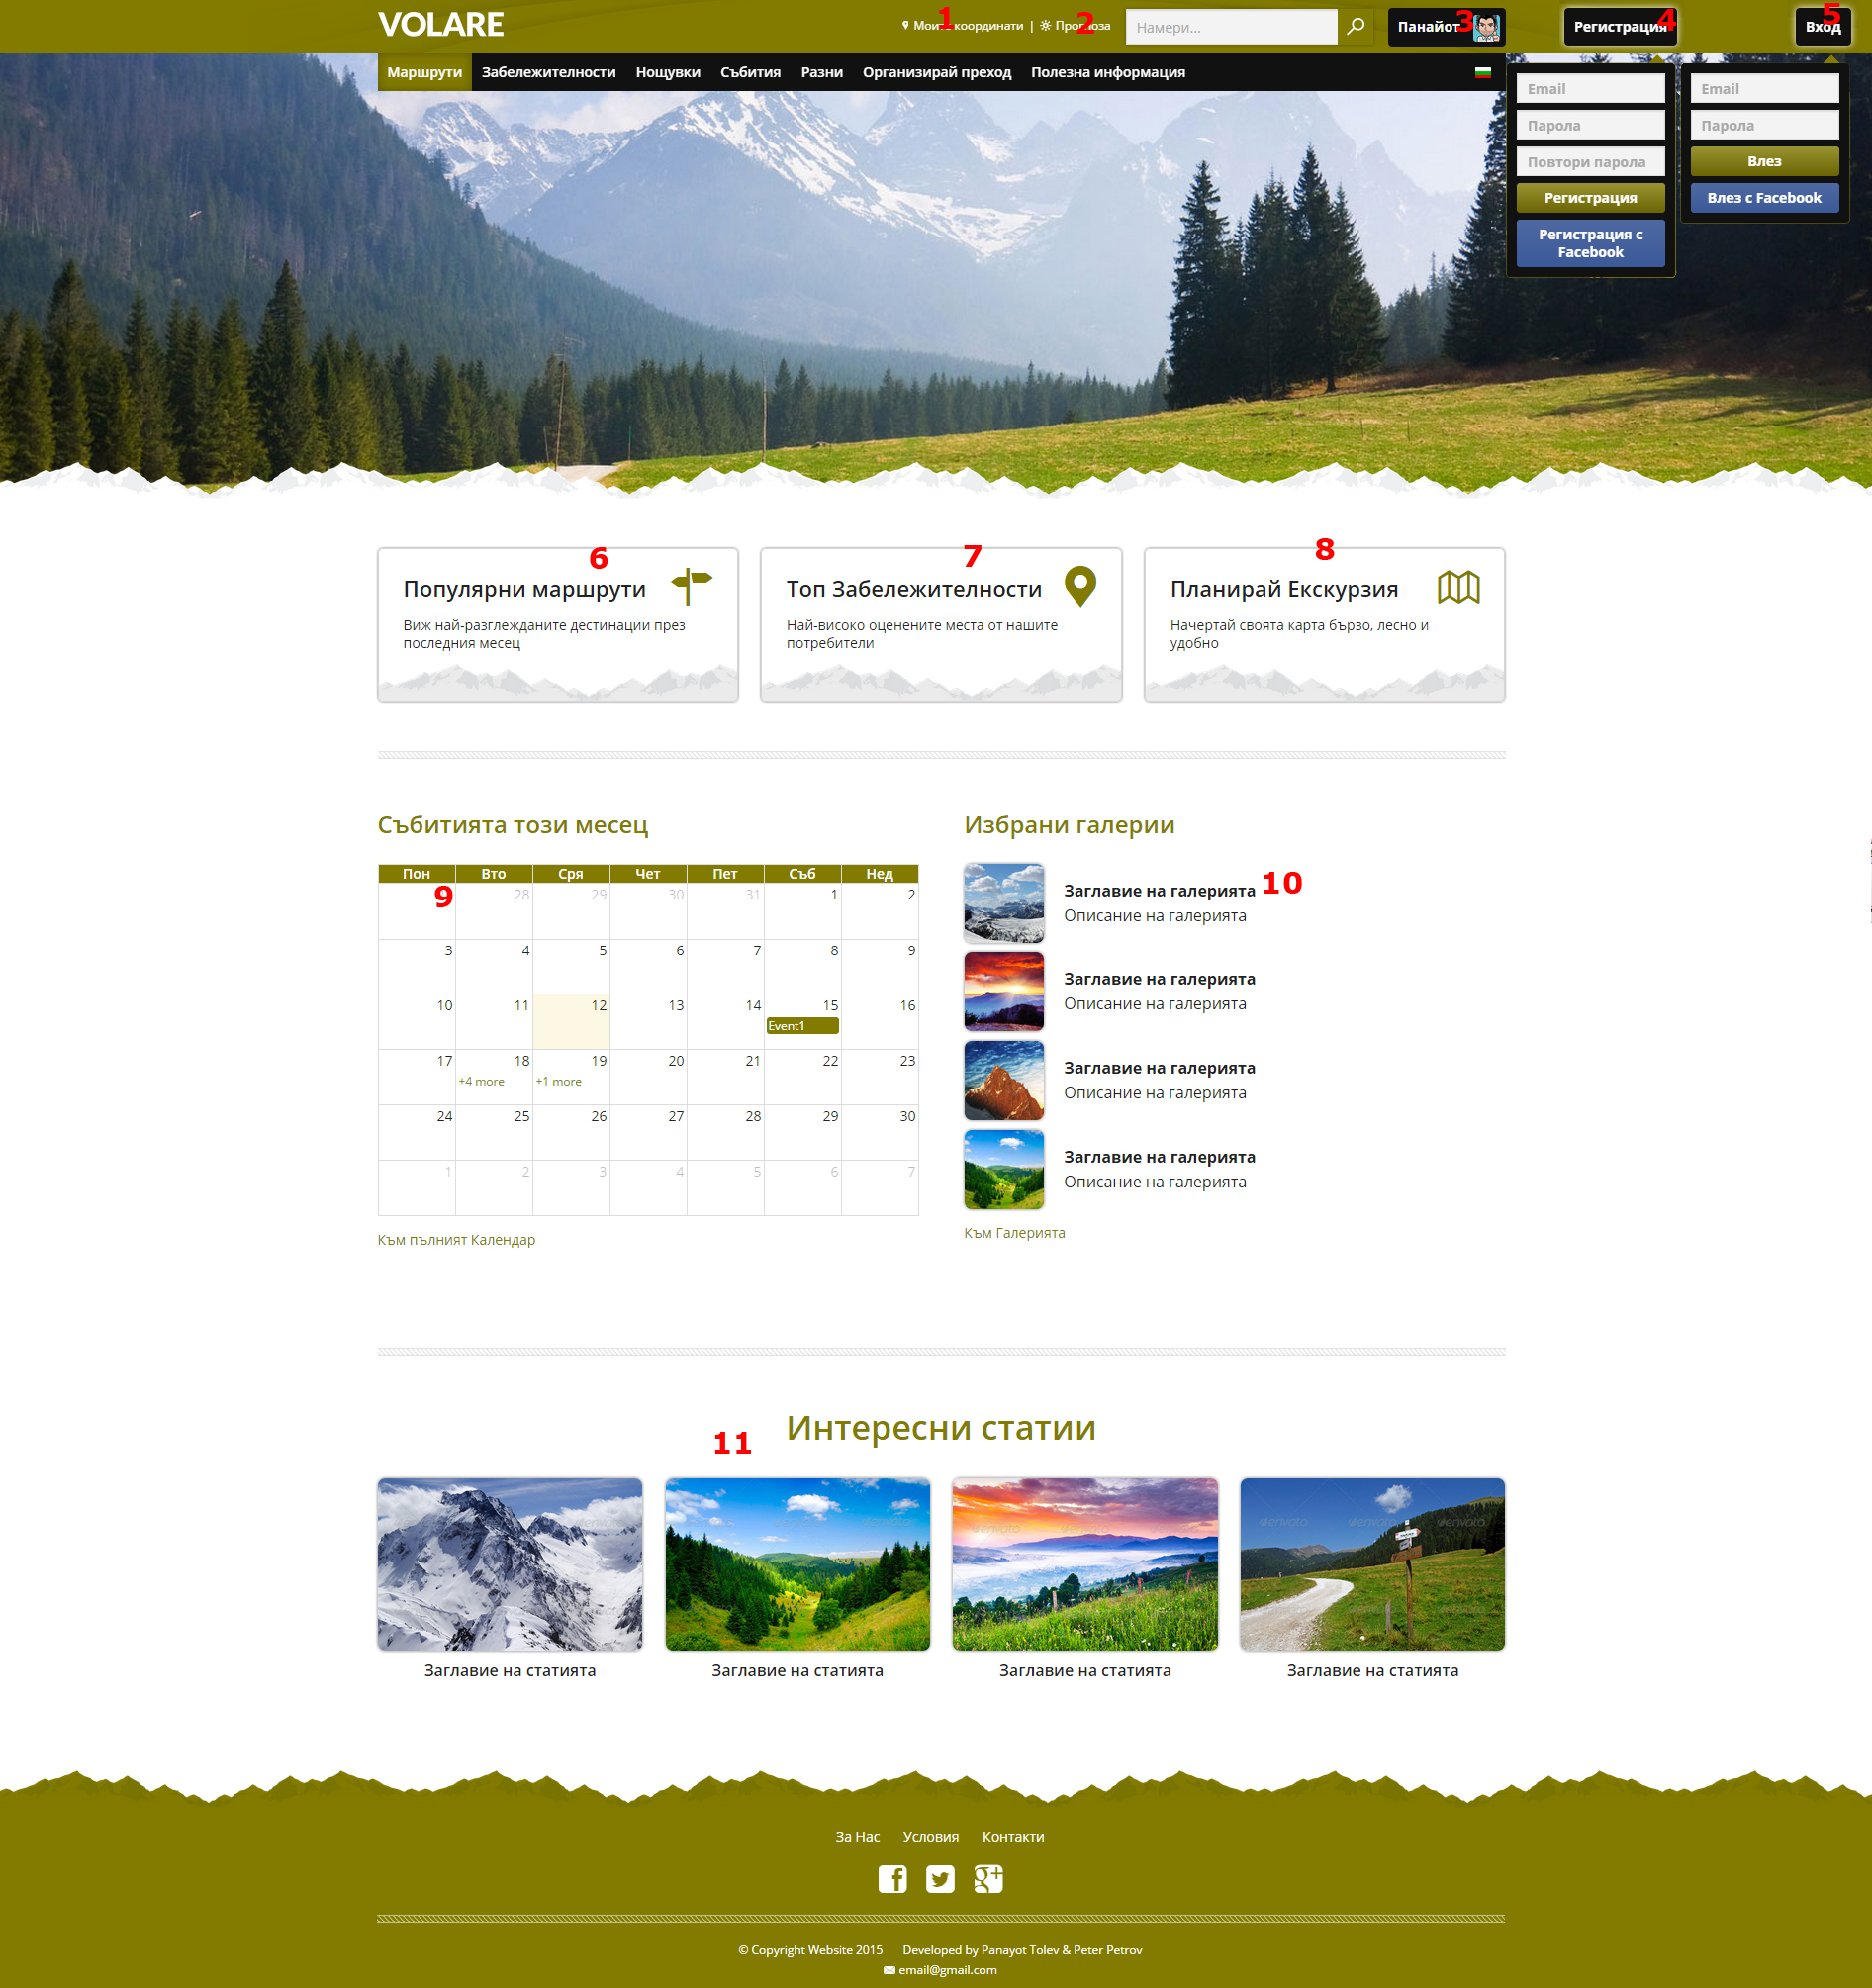 VOLARE
1
Моите координати | Прогноза
2
Намери...
Панайот
3
Регистрация
4
Вход
5
Маршрути Забележителности Нощувки Събития Разни Организирай преход Полезна информация
Email
Парола
Повтори парола
Регистрация
Регистрация с
Facebook
Email
Парола
Влез
Влез с Facebook
6
Популярни маршрути
Виж най-разглежданите дестинации през
последния месец
7
Топ Забележителности
Най-високо оценените места от нашите
потребители
8
Планирай Екскурзия
Начертай своята карта бързо, лесно и
удобно
Събитията този месец
Пон Вто Сря Чет Пет Съб Нед
9 28 29 30 31 1 2
3 4 5 6 7 8 9
10 11 12 13 14 15 16
Event1
17 18 19 20 21 22 23
+4 more +1 more
24 25 26 27 28 29 30
1 2 3 4 5 6 7
Към пълният Календар
Избрани галерии
Заглавие на галерията 10
Описание на галерията
Заглавие на галерията
Описание на галерията
Заглавие на галерията
Описание на галерията
Заглавие на галерията
Описание на галерията
Към Галерията
11
Интересни статии
envato envato envato
Заглавие на статията Заглавие на статията Заглавие на статията Заглавие на статията
За Нас Условия Контакти
© Copyright Website 2015 Developed by Panayot Tolev & Peter Petrov
email@gmail.com